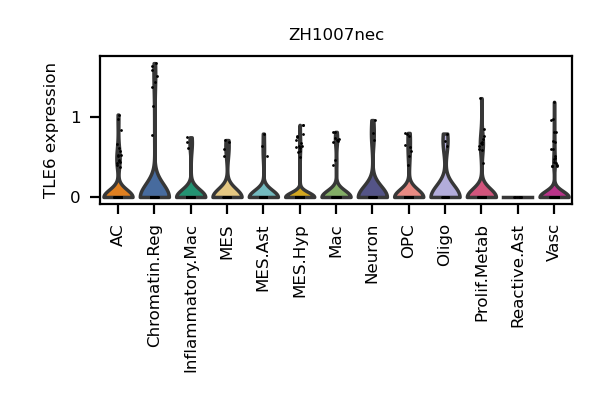 ZH1007nec
TLE6 expression
1
0
AC
Chromatin.Reg
Inflammatory.Mac
MES
MES.Ast
MES.Hyp
Mac
Neuron
OPC
Oligo
Prolif.Metab
Reactive.Ast
Vasc